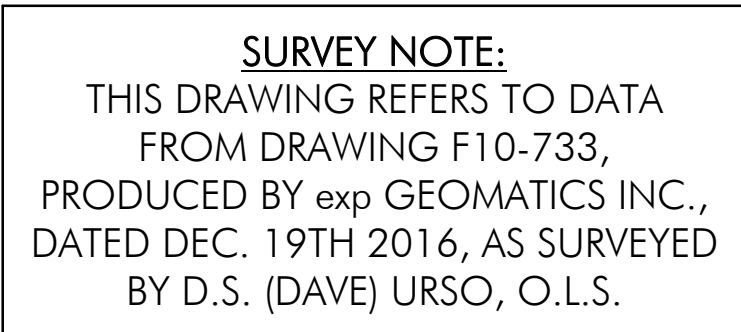 SURVEY NOTE:
THIS DRAWING REFERS TO DATA
FROM DRAWING F10-733,
PRODUCED BY exp GEOMATICS INC.,
DATED DEC. 19TH 2016, AS SURVEYED
BY D.S. (DAVE) URSO, O.L.S.